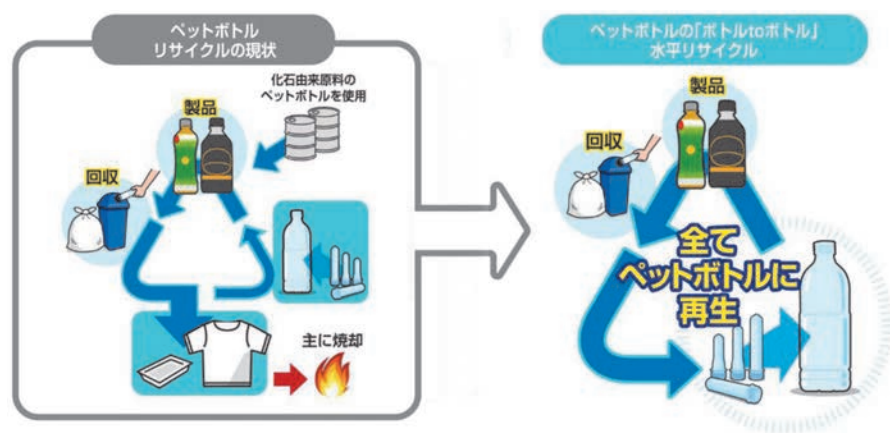 ペットボトル
リサイクルの現状
化石由来原料の
ペットボトルを使用
製品
回収
主に焼却
ペットボトルの「ボトルtoボトル」
水平リサイクル
製品
回収
全て
ペットボトルに
再生